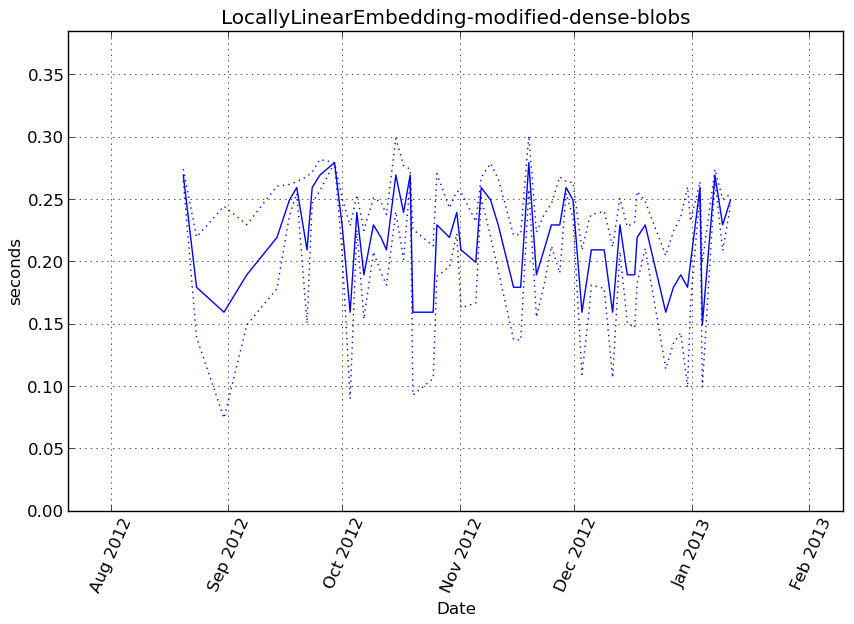 LocallyLinearEmbedding-modified-dense-blobs
0.35
0.30
0.25
0.20
0.15
0.10
0.05
0.00
seconds
Aug 2012
Sep 2012
Oct 2012
Nov 2012
Dec 2012
Jan 2013
Feb 2013
Date